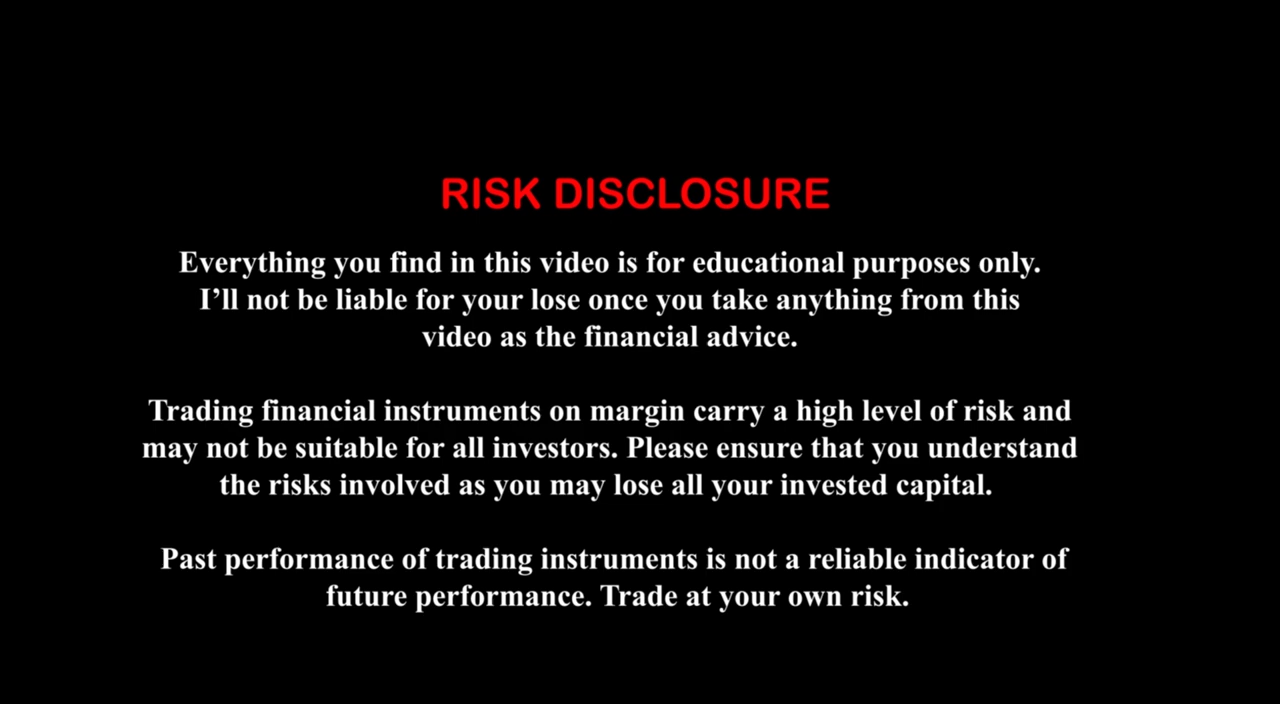 RISK DISCLOSURE
Everything you find in this video is for educational purposes only.
I’ll not be liable for your lose once you take anything from this
video as the financial advice.
Trading financial instruments on margin carry a high level of risk and
may not be suitable for all investors. Please ensure that you understand
the risks involved as you may lose all your invested capital.
Past performance of trading instruments is not a reliable indicator of
future performance. Trade at your own risk.